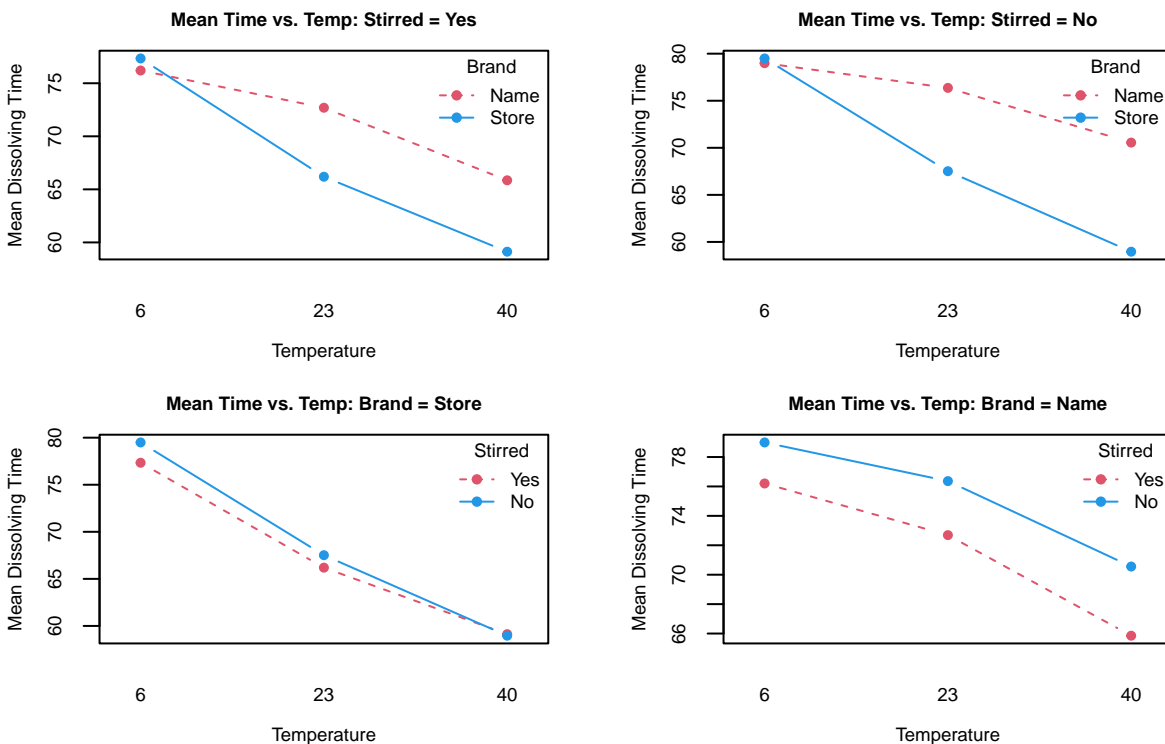 Mean Time vs. Temp: Stirred = Yes
Mean Dissolving Time
75
70
65
60
Brand
Name
Store
6 23 40
Temperature
Mean Time vs. Temp: Stirred = No
Mean Dissolving Time
80
75
70
65
60
Brand
Name
Store
6 23 40
Temperature
Mean Time vs. Temp: Brand = Store
Mean Dissolving Time
80
75
70
65
60
Stirred
Yes
No
6 23 40
Temperature
Mean Time vs. Temp: Brand = Name
Mean Dissolving Time
78
74
70
66
Stirred
Yes
No
6 23 40
Temperature